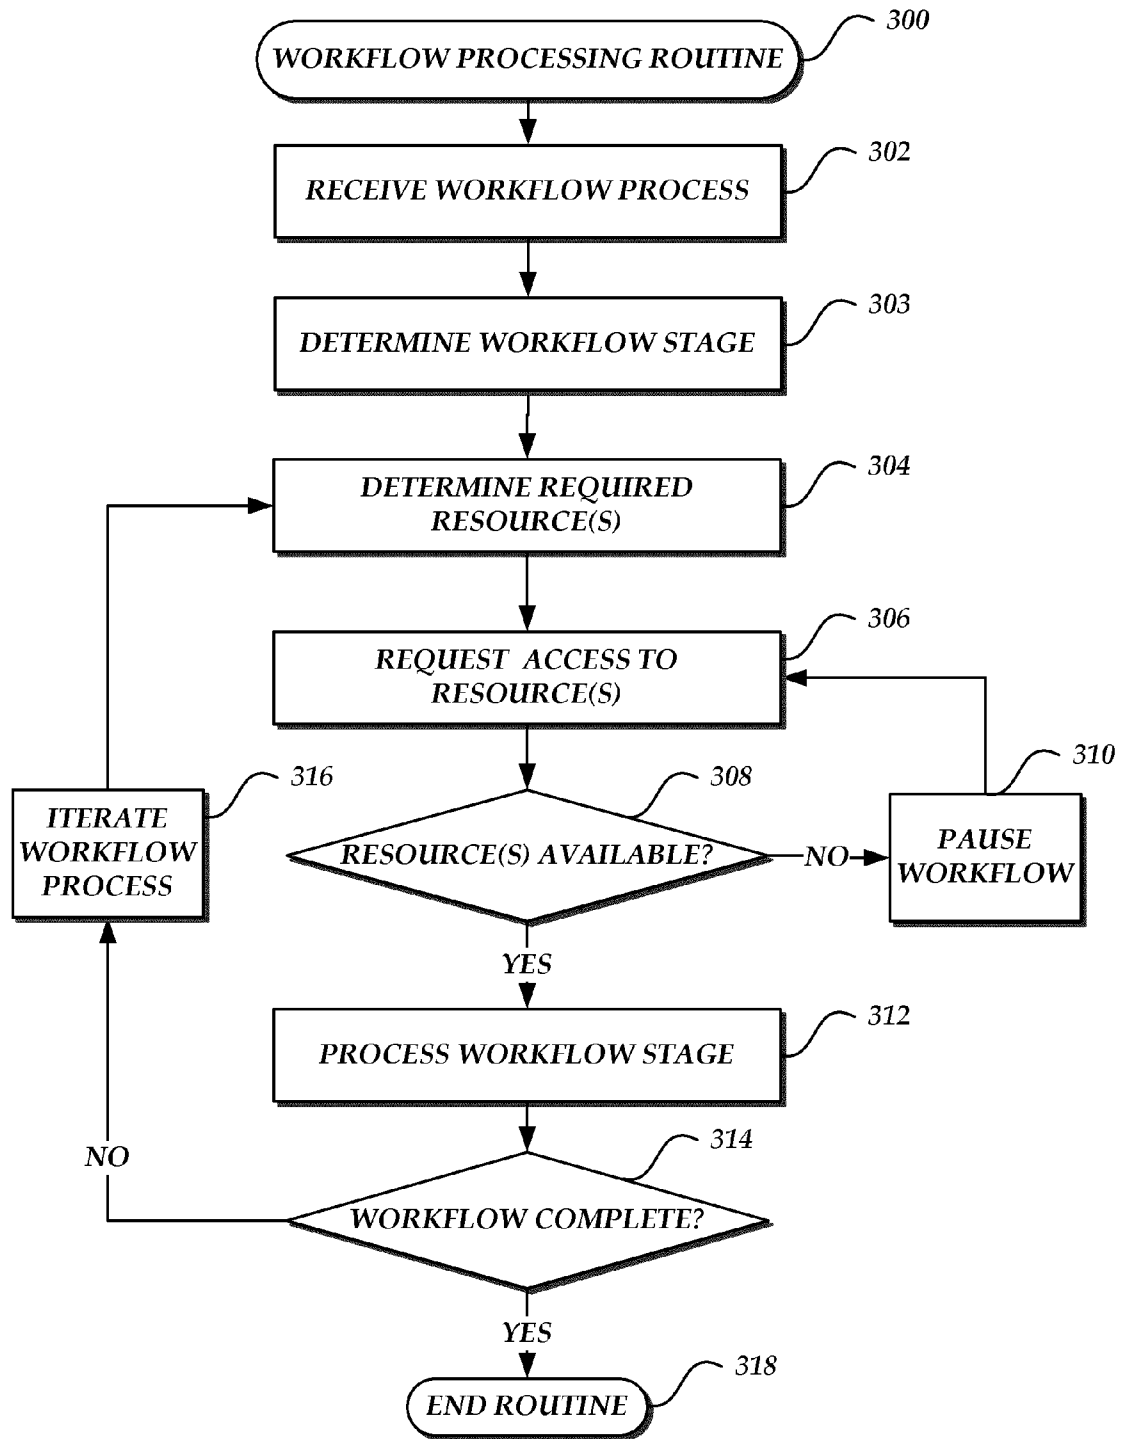 300
WORKFLOW PROCESSING ROUTINE
302
RECEIVE WORKFLOW PROCESS
303
DETERMINE WORKFLOW STAGE
304
DETERMINE REQUIRED
RESOURCE(S)
306
REQUEST ACCESS TO
RESOURCE(S)
316
ITERATE
WORKFLOW
PROCESS
308
RESOURCE(S) AVAILABLE?
NO
310
PAUSE
WORKFLOW
YES
312
PROCESS WORKFLOW STAGE
314
WORKFLOW COMPLETE?
NO
YES
318
END ROUTINE